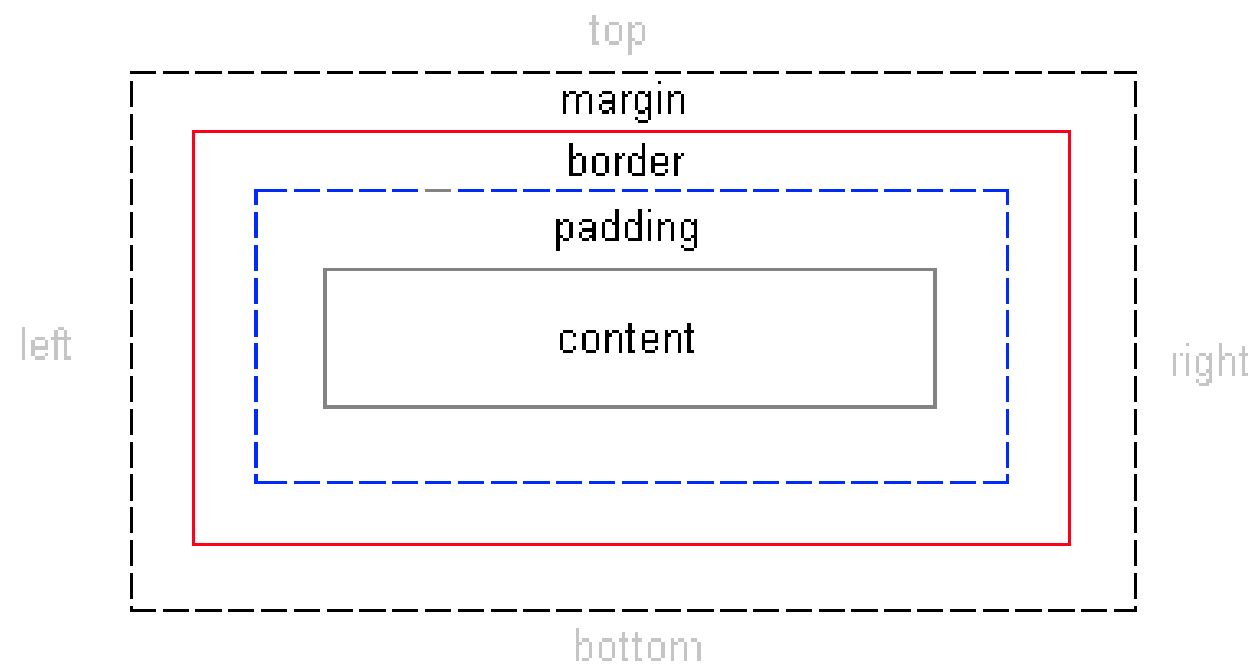 top
margin
border
padding
content
left
right
bottom